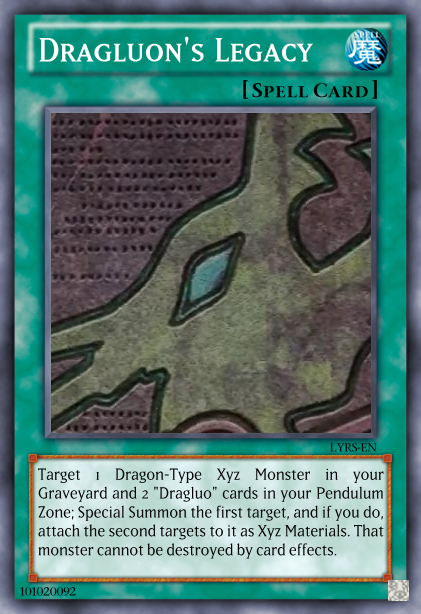 Dragluon's Legacy
SPELL
魔
[Spell Card]
LYRS-EN
Target 1 Dragon-Type Xyz Monster in your
Graveyard and 2 "Dragluo" cards in your Pendulum
Zone; Special Summon the first target, and if you do,
attach the second targets to it as Xyz Materials. That
monster cannot be destroyed by card effects.
101020092